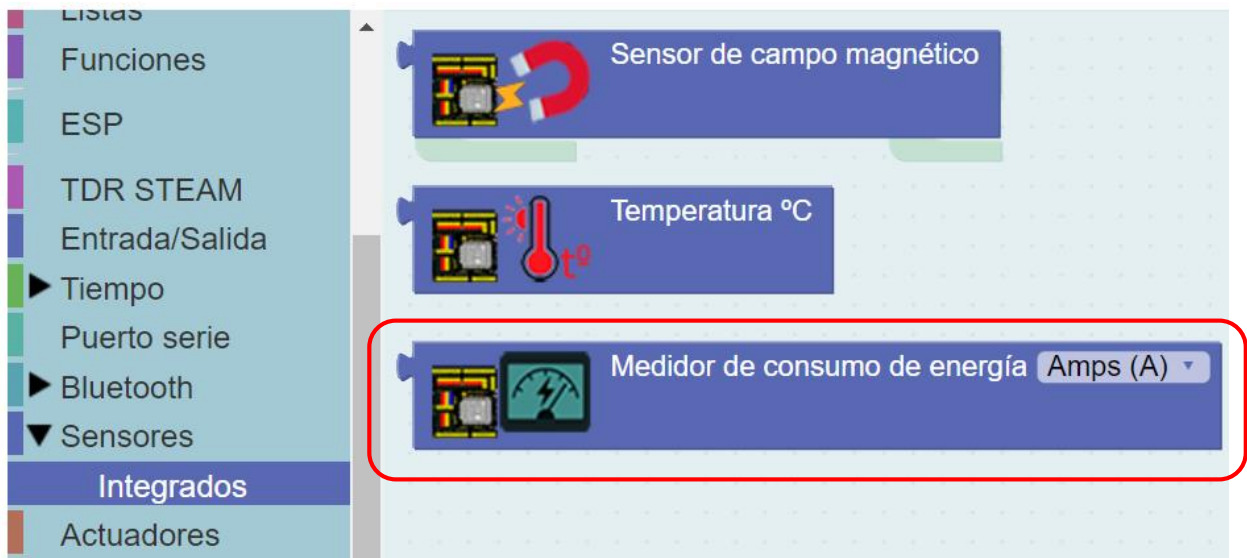 Listas
Funciones
ESP
TDR STEAM
Entrada/Salida
Tiempo
Puerto serie
Bluetooth
Sensores
Integrados
Actuadores
Sensor de campo magnético
Temperatura ºC
tº
Medidor de consumo de energía Amps (A)